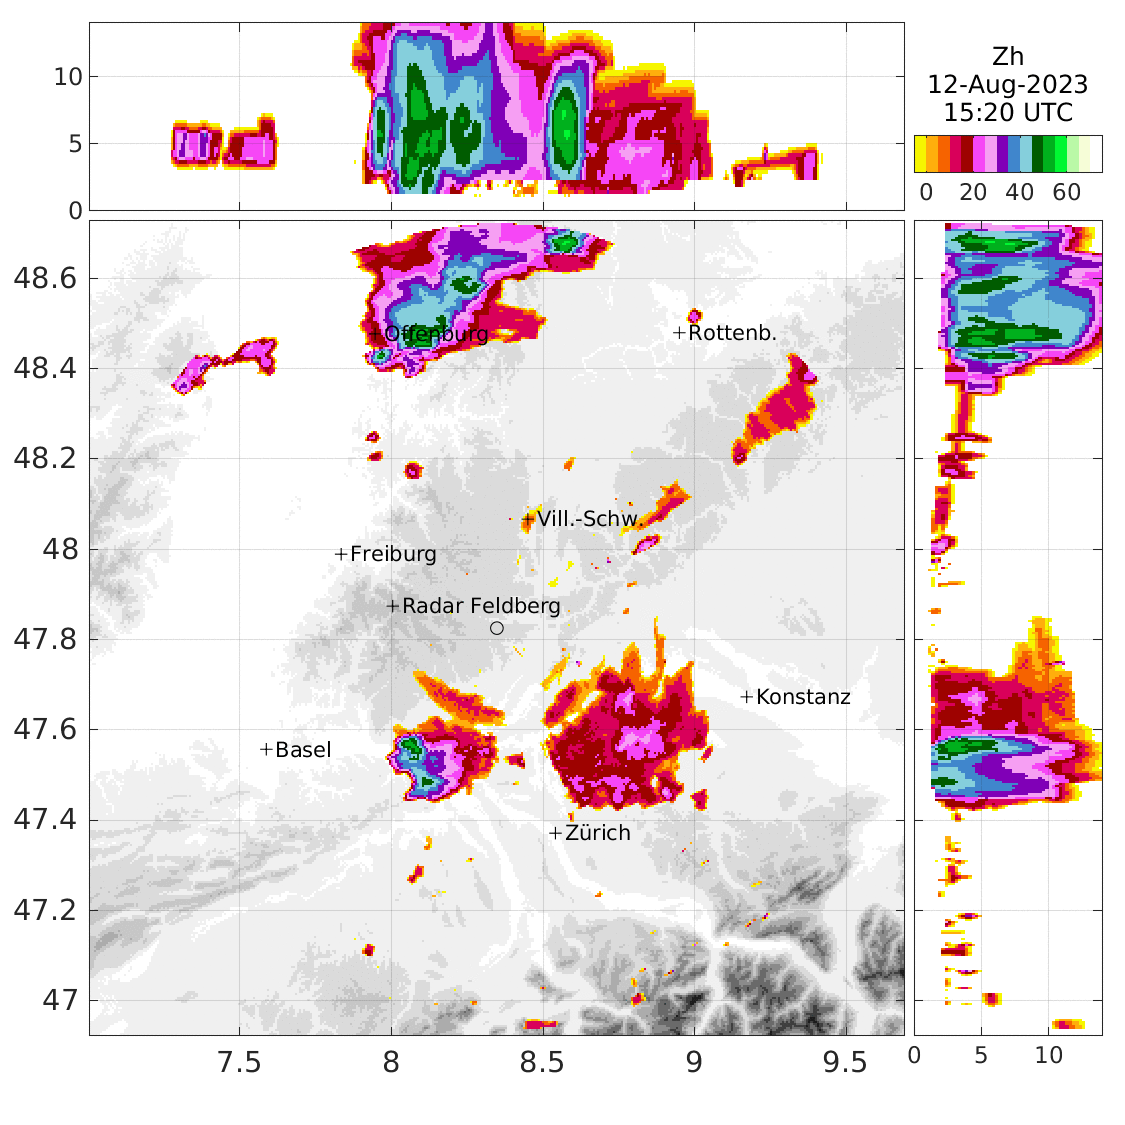 10
5
0
Zh
12-Aug-2023
15:20 UTC
0 20 40 60
48.6
48.4
48.2
48
47.8
47.6
47.4
47.2
47
Offenburg
Rottenb.
Vill.-Schw.
Freiburg
Radar Feldberg
Konstanz
Basel
Zürich
7.5 8 8.5 9 9.5
0 5 10